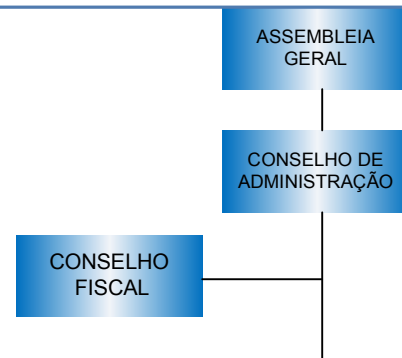 ASSEMBLEIA
GERAL
CONSELHO DE
ADMINISTRAÇÃO
CONSELHO
FISCAL